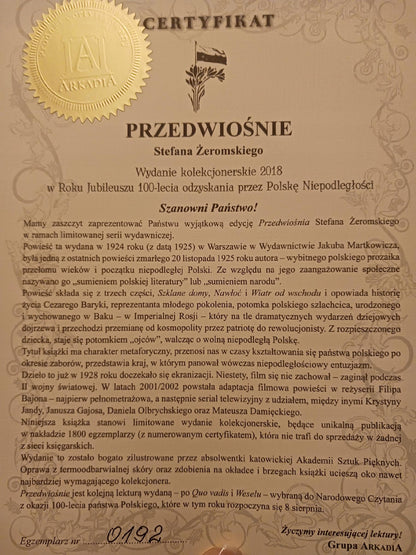 CERTYFIKAT
IAI
ARKADIA
PRZEDWIOŚNIE
Stefana Żeromskiego
Wydanie kolekcjonerskie 2018
w Roku Jubileuszu 100-lecia odzyskania przez Polskę Niepodległości
Szanowni Państwo!
Mamy zaszczyt zaprezentować Państwu wyjątkową edycję Przedwiośnia Stefana Żeromskiego
w ramach limitowanej serii wydawniczej.
Powieść ta wydana w 1924 roku (z datą 1925) w Warszawie w Wydawnictwie Jakuba Mortkowicza,
była jedną z ostatnich powieści zmarłego 20 listopada 1925 roku autora – wybitnego polskiego prozaika
przełomu wieków i początku niepodległej Polski. Ze względu na jego zaangażowanie społeczne
nazywano go „sumieniem polskiej literatury” lub „sumieniem narodu”.
Powieść składa się z trzech części, Szklane domy, Nawłoć i Wiatr od wschodu i opowiada historię
życia Cezarego Baryki, reprezentanta młodego pokolenia, potomka polskiego szlachcica, urodzonego
i wychowanego w Baku – w Imperialnej Rosji – który na tle dramatycznych wydarzeń dziejowych
dojrzewa i przechodzi przemianę od kosmopolity przez patriotę do rewolucjonisty. Z rozpieszczonego
dziecka, staje się potomkiem „ojców”, walcząc o wolną niepodległą Polskę.
Tytuł książki ma charakter metaforyczny, przenosi nas w czasy kształtowania się państwa polskiego po
okresie zaborów, przedstawia kraj, w którym panował wówczas niepodległościowy entuzjazm.
Dzieło to już w 1928 roku doczekało się ekranizacji. Niestety, film się nie zachował – zaginął podczas
II wojny światowej. W latach 2001/2002 powstała adaptacja filmowa powieści w reżyserii Filipa
Bajona – najpierw pełnometrażowa, a następnie serial telewizyjny z udziałem, między innymi Krystyny
Jandy, Janusza Gajosa, Daniela Olbrychskiego oraz Mateusza Damięckiego.
Niniejsza książka stanowi limitowane wydanie kolekcjonerskie, będące unikalną publikacją
w nakładzie 1800 egzemplarzy (z numerowanym certyfikatem), która nie trafi do sprzedaży w żadnej
z sieci księgarskich.
Wydanie to zostało bogato zilustrowane przez absolwentki katowickiej Akademii Sztuk Pięknych.
Oprawa z termoodbarwialnej skóry oraz zdobienia na okładce i brzegach książki ucieszą oko nawet
najbardziej wymagającego kolekcjonera.
Przedwiośnie jest kolejną lekturą wydaną – po Quo vadis i Weselu – wybraną do Narodowego Czytania
z okazji 100-lecia państwa Polskiego, które w tym roku rozpoczyna się 8 sierpnia.
Egzemplarz nr 0192
Życzymy interesującej lektury!
Grupa ARKADIA